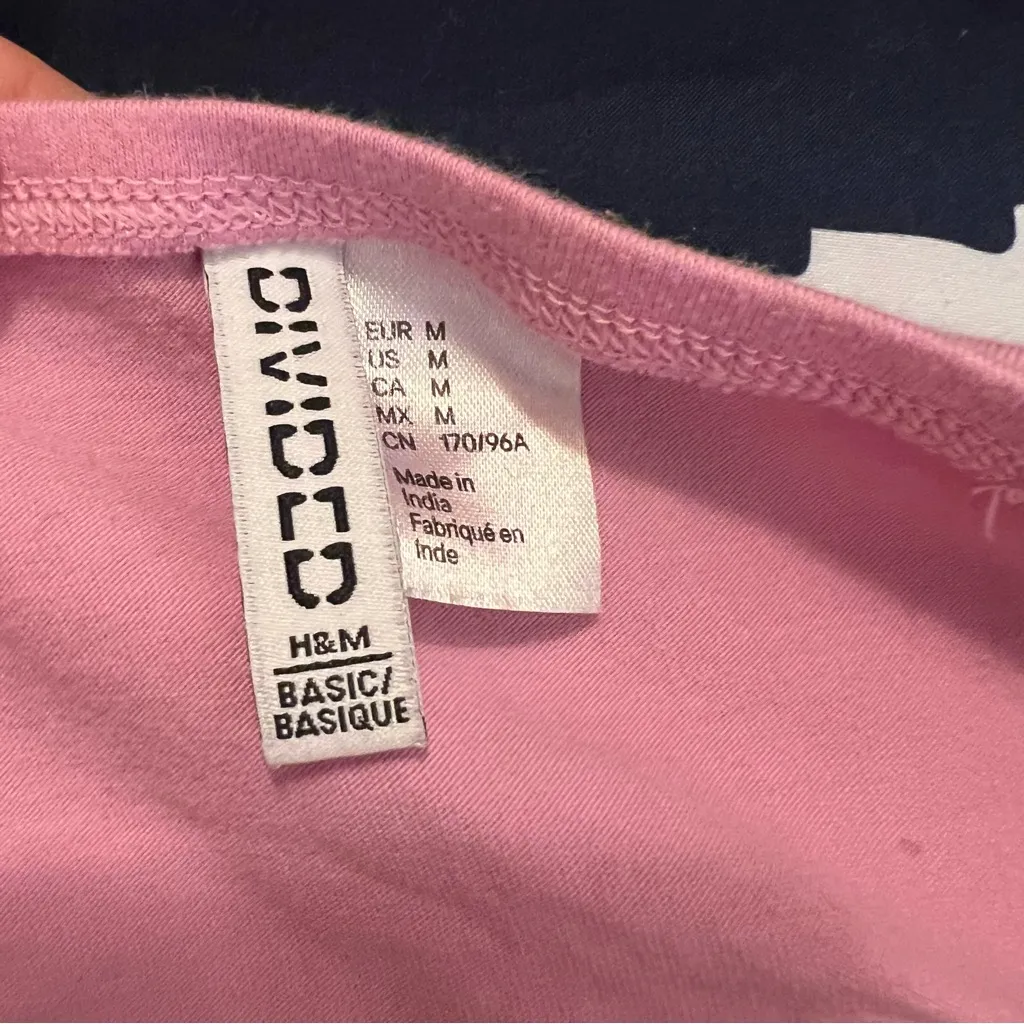 DIVIDED
H&M
BASIC/
BASIQUE
EUR M
US M
CA M
MX M
CN 170/96A
Made in
India
Fabriqué en
Inde